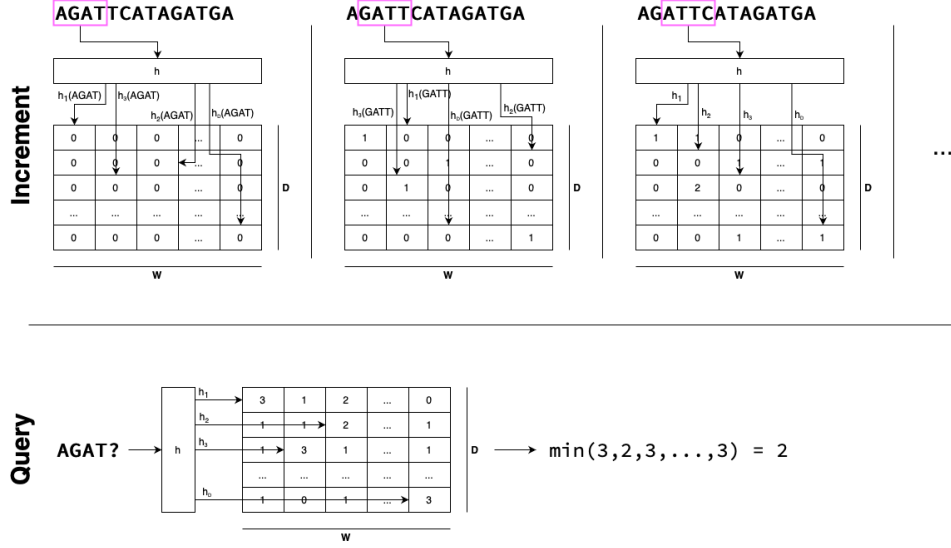 Increment
AGATTCATAGATGA
h
h1(AGAT) h3(AGAT)
h2(AGAT) hD(AGAT)
0 0 0 ... 0
0 0 0 ... 0
0 0 0 ... 0
... ... ... ... ...
0 0 0 ... 0
D
W
AGATTCATAGATGA
h
h1(GATT)
h3(GATT) hD(GATT) h2(GATT)
1 0 0 ... 0
0 0 1 ... 0
0 1 0 ... 0
... ... ... ... ...
0 0 0 ... 1
D
W
AGATTCATAGATGA
h
h1 h2 h3 hD
1 1 0 ... 0
0 0 1 ... 1
0 2 0 ... 0
... ... ... ... ...
0 0 1 ... 1
D
W
...
Query
AGAT?
h
h1 3 1 2 ... 0
h2 1 1 2 ... 1
h3 1 3 1 ... 1
... ... ... ... ...
hD 1 0 1 ... 3
D
W
min(3,2,3,...,3) = 2